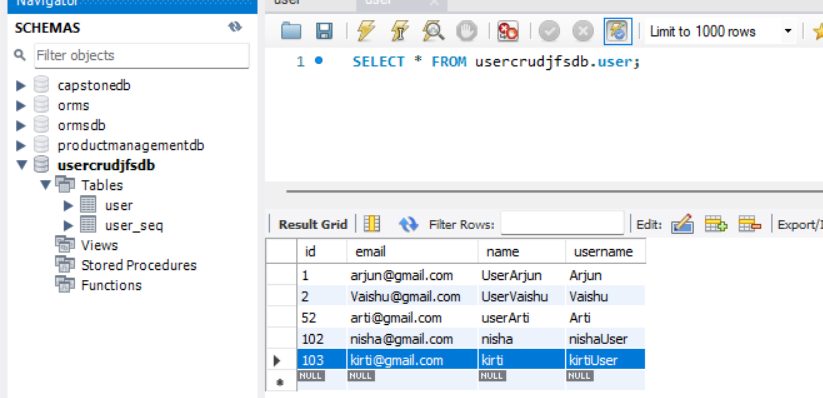 Navigator
user
user
SCHEMAS
Filter objects
capstonedb
orms
ormsdb
productmanagementdb
usercrudjfsdb
Tables
user
user_seq
Views
Stored Procedures
Functions
Limit to 1000 rows
1 SELECT * FROM usercrudjfsdb.user;
Result Grid Filter Rows: Edit: Export/I
id email name username
1 arjun@gmail.com UserArjun Arjun
2 Vaishu@gmail.com UserVaishu Vaishu
52 arti@gmail.com userArti Arti
102 nisha@gmail.com nisha nishaUser
103 kirti@gmail.com kirti kirtiUser
NULL NULL NULL NULL